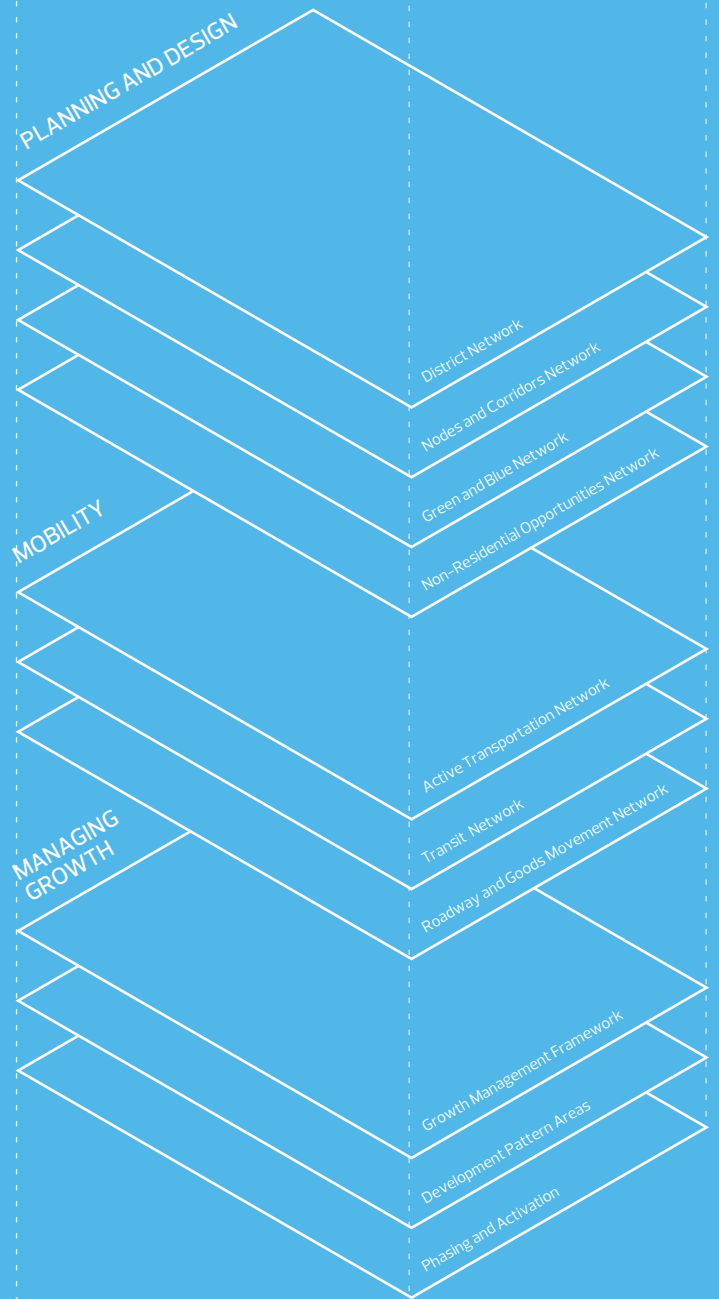 PLANNING AND DESIGN
District Network
Nodes and Corridors Network
Green and Blue Network
Non-Residential Opportunities Network
MOBILITY
Active Transportation Network
Transit Network
Roadway and Goods Movement Network
MANAGING
GROWTH
Growth Management Framework
Development Pattern Areas
Phasing and Activation